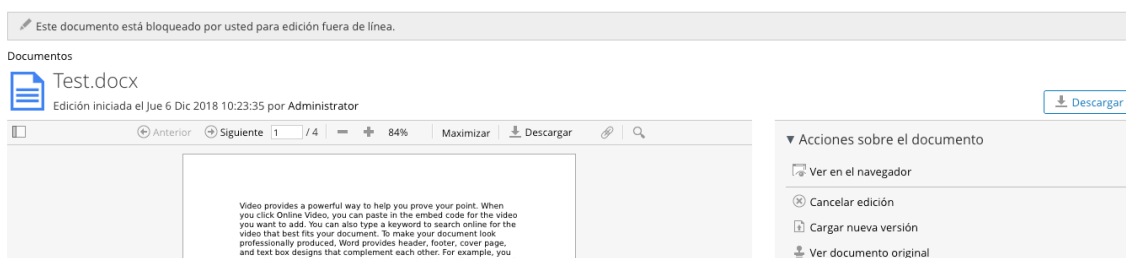 Este documento está bloqueado por usted para edición fuera de línea.
Documentos
Test.docx
Edición iniciada el Jue 6 Dic 2018 10:23:35 por Administrator
Descargar
Anterior Siguiente 1 / 4 84% Maximizar Descargar
Video provides a powerful way to help you prove your point. When
you click Online Video, you can paste in the embed code for the video
you want to add. You can also type a keyword to search online for the
video that best fits your document. To make your document look
professionally produced, Word provides header, footer, cover page,
and text box designs that complement each other. For example, you
Acciones sobre el documento
Ver en el navegador
Cancelar edición
Cargar nueva versión
Ver documento original